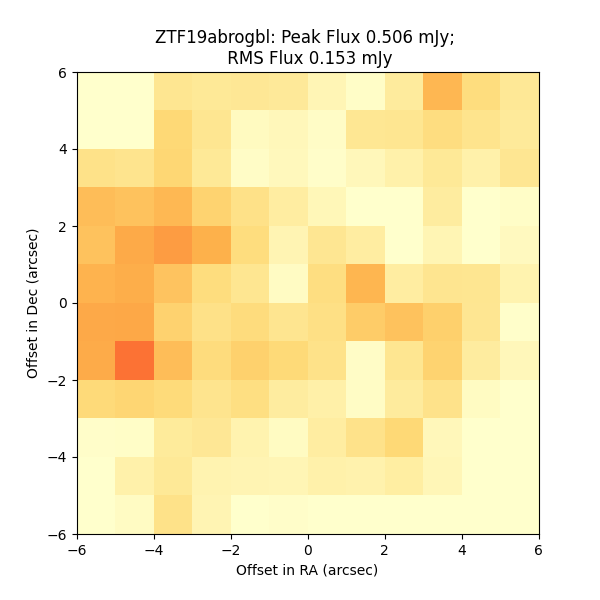 ZTF19abrogbl: Peak Flux 0.506 mJy;
RMS Flux 0.153 mJy
6
4
2
0
−2
−4
−6
Offset in Dec (arcsec)
−6 −4 −2 0 2 4 6
Offset in RA (arcsec)